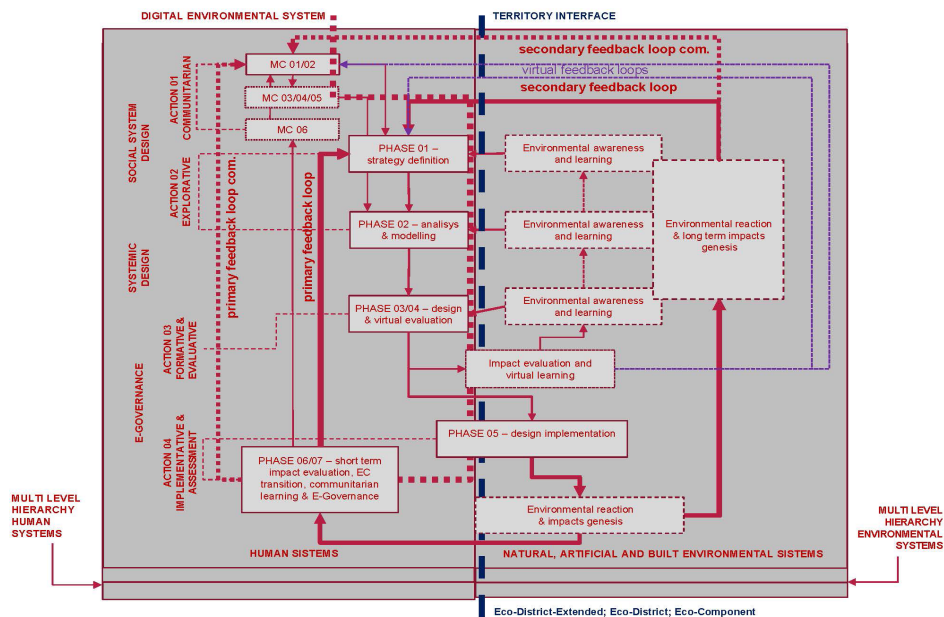 DIGITAL ENVIRONMENTAL SYSTEM
TERRITORY INTERFACE
secondary feedback loop com.
virtual feedback loops
secondary feedback loop
MC 01/02
MC 03/04/05
MC 06
ACTION 01
COMMUNITARIAN
SOCIAL SYSTEM
DESIGN
ACTION 02
EXPLORATIVE
SYSTEMIC
DESIGN
ACTION 03
FORMATIVE &
EVALUATIVE
E-GOVERNANCE
ACTION 04
IMPLEMENTATIVE &
ASSESSMENT
primary feedback loop com.
primary feedback loop
PHASE 01 –
strategy definition
PHASE 02 – analisys
& modelling
PHASE 03/04 – design
& virtual evaluation
Environmental awareness
and learning
Environmental awareness
and learning
Environmental awareness
and learning
Environmental reaction
& long term impacts
genesis
Impact evaluation and
virtual learning
PHASE 05 – design implementation
PHASE 06/07 – short term
impact evaluation, EC
transition, communitarian
learning & E-Governance
Environmental reaction
& impacts genesis
MULTI LEVEL
HIERARCHY
HUMAN
SYSTEMS
HUMAN SISTEMS
NATURAL, ARTIFICIAL AND BUILT ENVIRONMENTAL SISTEMS
MULTI LEVEL
HIERARCHY
ENVIRONMENTAL
SYSTEMS
Eco-District-Extended; Eco-District; Eco-Component